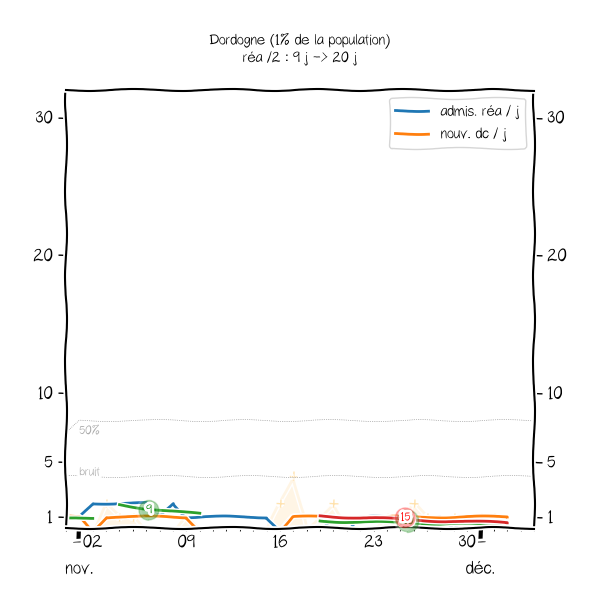 Dordogne (1% de la population)
réa /2 : 9 j -> 20 j
admis. réa / j
nouv. dc / j
30 30
20 20
10 10
50%
5 5
bruit
9
15
1 1
02 09 16 23 30
nov. déc.